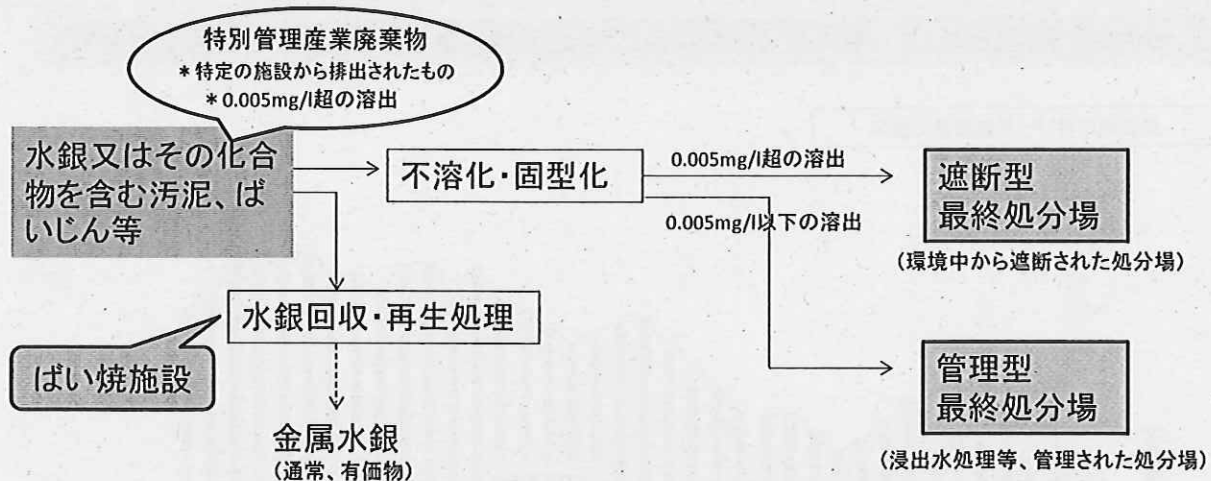 特別管理産業廃棄物
＊特定の施設から排出されたもの
＊0.005mg/l超の溶出
水銀又はその化合
物を含む汚泥、ば
いじん等
不溶化・固型化
0.005mg/l超の溶出
0.005mg/l以下の溶出
遮断型
最終処分場
(環境中から遮断された処分場)
水銀回収・再生処理
ばい焼施設
金属水銀
(通常、有価物)
管理型
最終処分場
(浸出水処理等、管理された処分場)